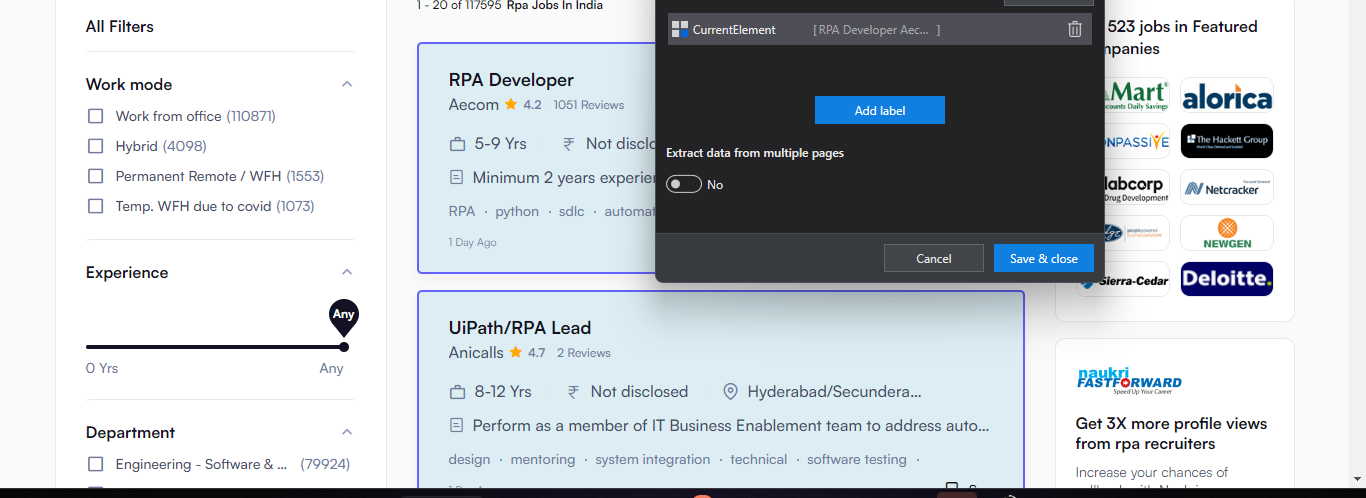 All Filters
Work mode
Work from office (110871)
Hybrid (4098)
Permanent Remote / WFH (1553)
Temp. WFH due to covid (1073)
Experience
Any
0 Yrs
Any
Department
Engineering - Software & ... (79924)
1 - 20 of 117595 Rpa Jobs In India
RPA Developer
Aecom 4.2 1051 Reviews
5-9 Yrs ₹ Not disclo
Minimum 2 years experien
RPA · python · sdlc · automat
1 Day Ago
UiPath/RPA Lead
Anicalls 4.7 2 Reviews
8-12 Yrs ₹ Not disclosed Hyderabad/Secundera...
Perform as a member of IT Business Enablement team to address auto...
design · mentoring · system integration · technical · software testing ·
CurrentElement [ RPA Developer Aec... ]
Add label
Extract data from multiple pages
No
Cancel
Save & close
523 jobs in Featured
mpanies
Mart
counts Daily Savings
alorica
ONPASSIVE
The Hackett Group
labcorp
Drug Development
NETCRACKER
NEWGEN
Sierra-Cedar
Deloitte.
naukri
FASTFORWARD
Speed Up Your Career
Get 3X more profile views
from rpa recruiters
Increase your chances of